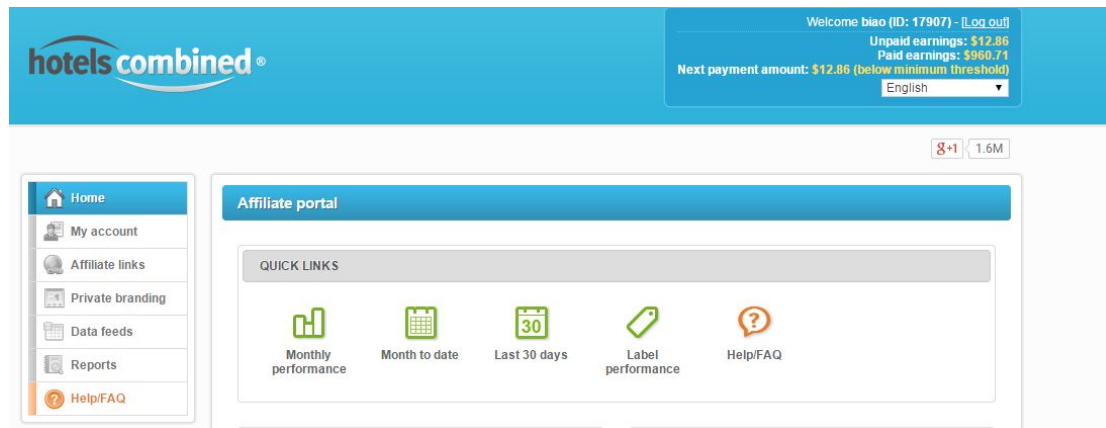 hotels combined ®
Welcome biao (ID: 17907) - [Log out]
Unpaid earnings: $12.86
Paid earnings: $960.71
Next payment amount: $12.86 (below minimum threshold)
English
g+1 1.6M
Home
My account
Affiliate links
Private branding
Data feeds
Reports
Help/FAQ
Affiliate portal
QUICK LINKS
30
Monthly
performance
Month to date
Last 30 days
Label
performance
Help/FAQ